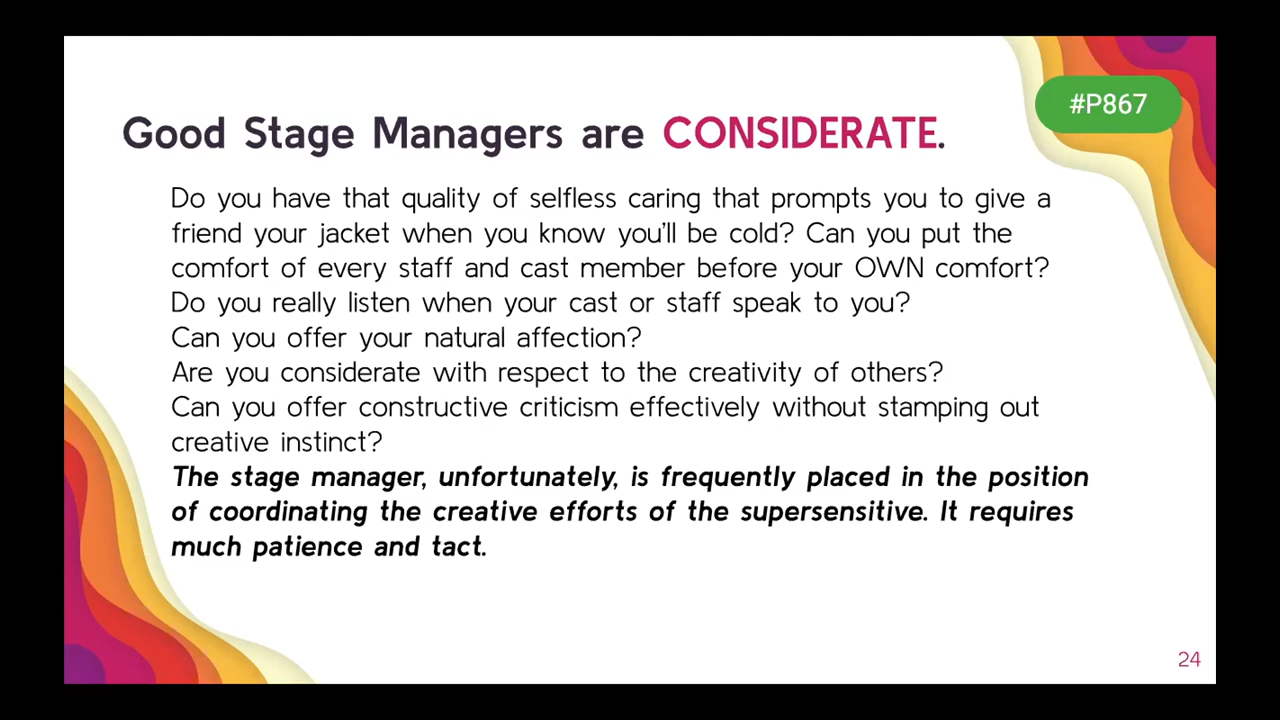 #P867
Good Stage Managers are CONSIDERATE.
Do you have that quality of selfless caring that prompts you to give a
friend your jacket when you know you'll be cold? Can you put the
comfort of every staff and cast member before your OWN comfort?
Do you really listen when your cast or staff speak to you?
Can you offer your natural affection?
Are you considerate with respect to the creativity of others?
Can you offer constructive criticism effectively without stamping out
creative instinct?
The stage manager, unfortunately, is frequently placed in the position
of coordinating the creative efforts of the supersensitive. It requires
much patience and tact.
24